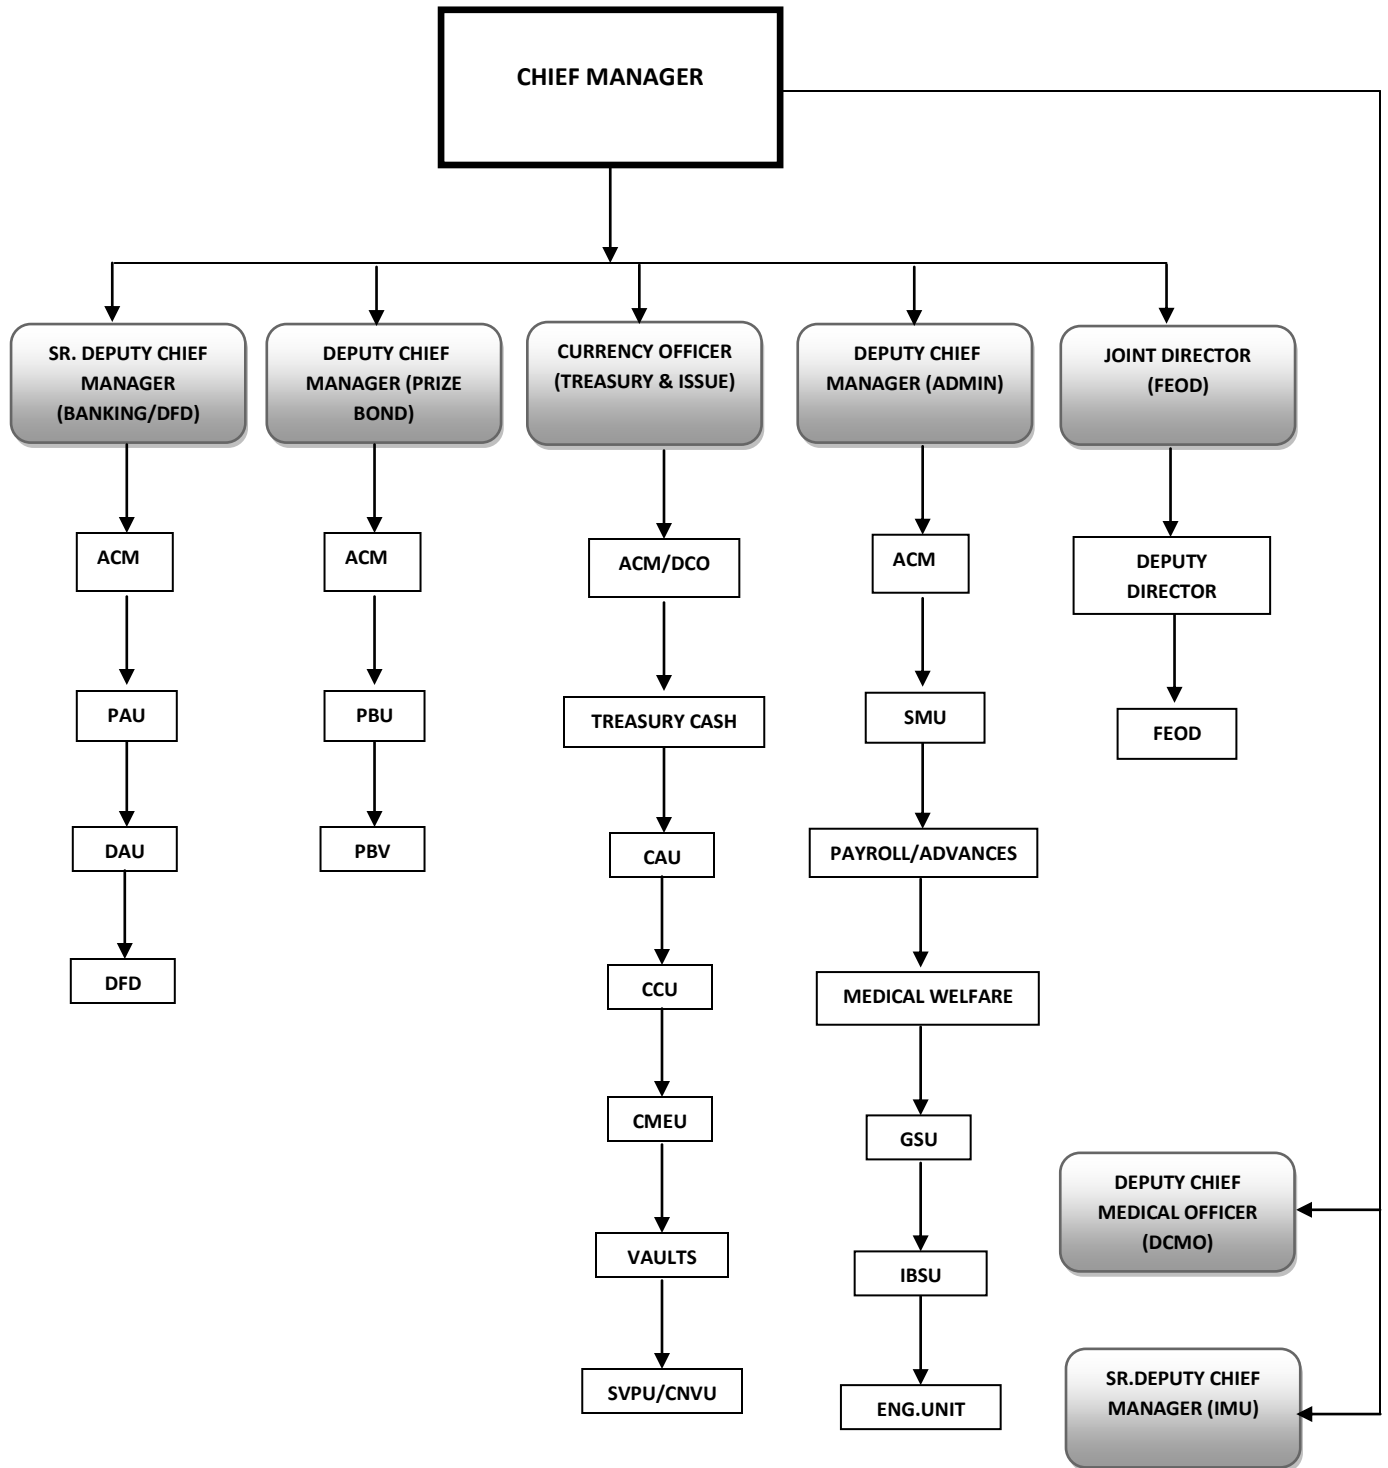 CHIEF MANAGER
SR. DEPUTY CHIEF
MANAGER
(BANKING/DFD)
DEPUTY CHIEF
MANAGER (PRIZE
BOND)
CURRENCY OFFICER
(TREASURY & ISSUE)
DEPUTY CHIEF
MANAGER (ADMIN)
JOINT DIRECTOR
(FEOD)
ACM
ACM
ACM/DCO
ACM
DEPUTY
DIRECTOR
PAU
PBU
TREASURY CASH
SMU
FEOD
DAU
PBV
CAU
PAYROLL/ADVANCES
DFD
CCU
MEDICAL WELFARE
CMEU
GSU
DEPUTY CHIEF
MEDICAL OFFICER
(DCMO)
VAULTS
IBSU
SVPU/CNVU
ENG.UNIT
SR.DEPUTY CHIEF
MANAGER (IMU)